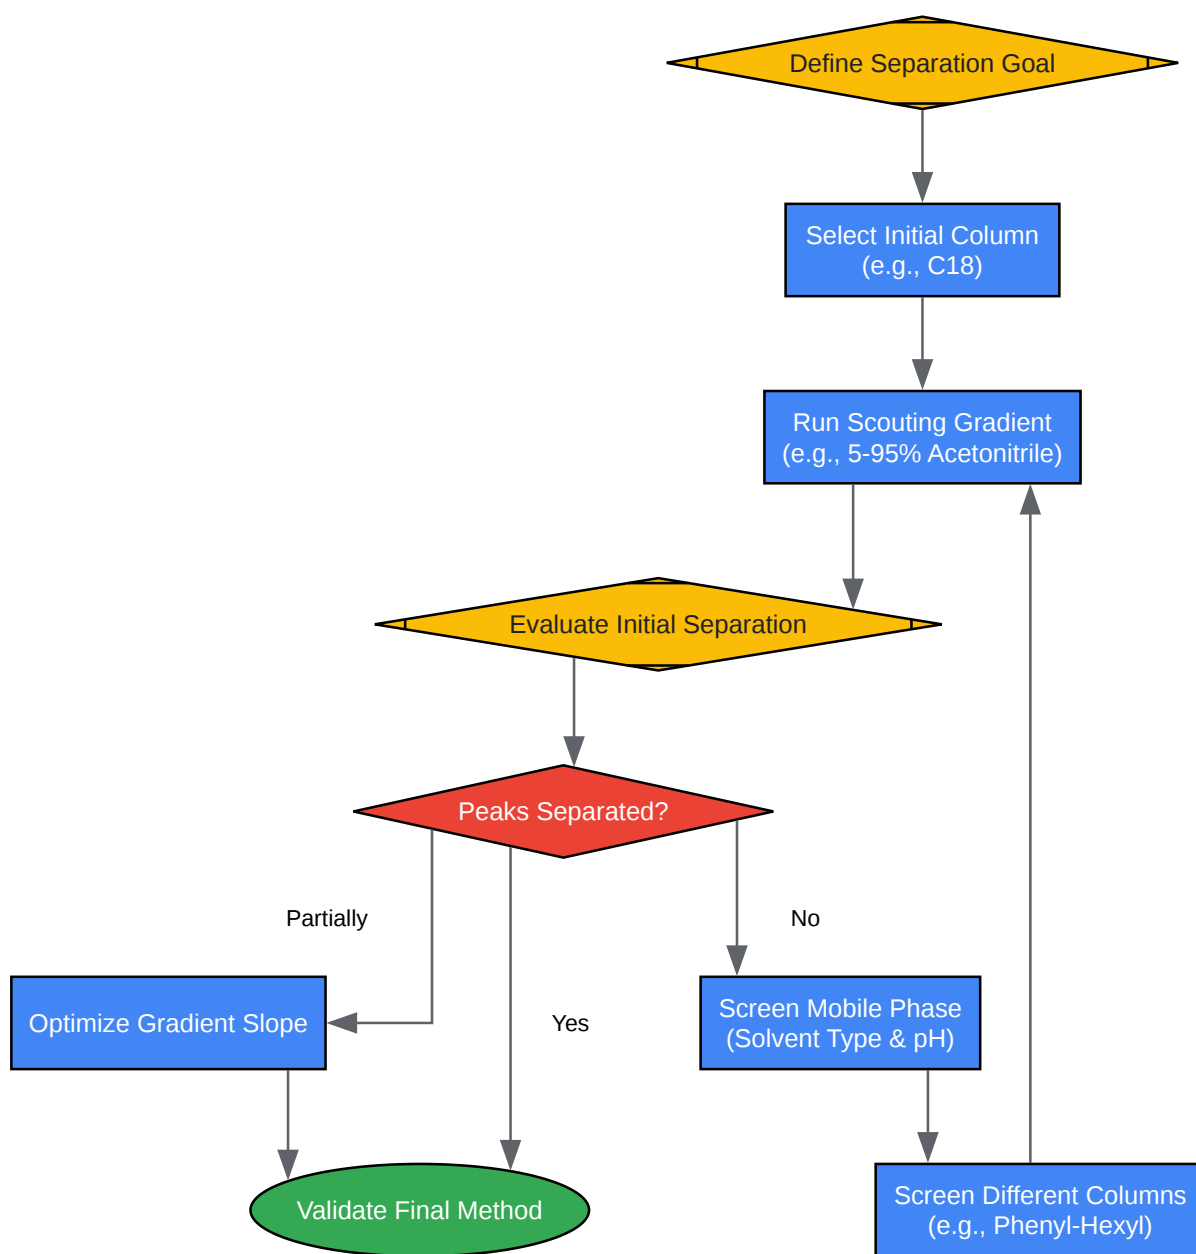 Define Separation Goal
Select Initial Column
(e.g., C18)
Run Scouting Gradient
(e.g., 5-95% Acetonitrile)
Evaluate Initial Separation
Peaks Separated?
Partially
No
Optimize Gradient Slope
Yes
Screen Mobile Phase
(Solvent Type & pH)
Validate Final Method
Screen Different Columns
(e.g., Phenyl-Hexyl)